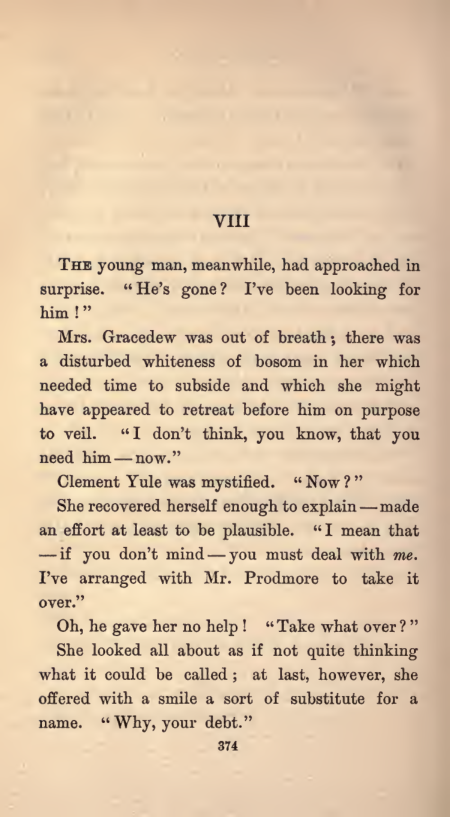 VIII
THE young man, meanwhile, had approached in
surprise. "He's gone? I've been looking for
him!"
Mrs. Gracedew was out of breath; there was
a disturbed whiteness of bosom in her which
needed time to subside and which she might
have appeared to retreat before him on purpose
to veil. "I don't think, you know, that you
need him—now."
Clement Yule was mystified. "Now?"
She recovered herself enough to explain—made
an effort at least to be plausible. "I mean that
—if you don't mind—you must deal with me.
I've arranged with Mr. Prodmore to take it
over."
Oh, he gave her no help! "Take what over?"
She looked all about as if not quite thinking
what it could be called; at last, however, she
offered with a smile a sort of substitute for a
name. "Why, your debt."
374